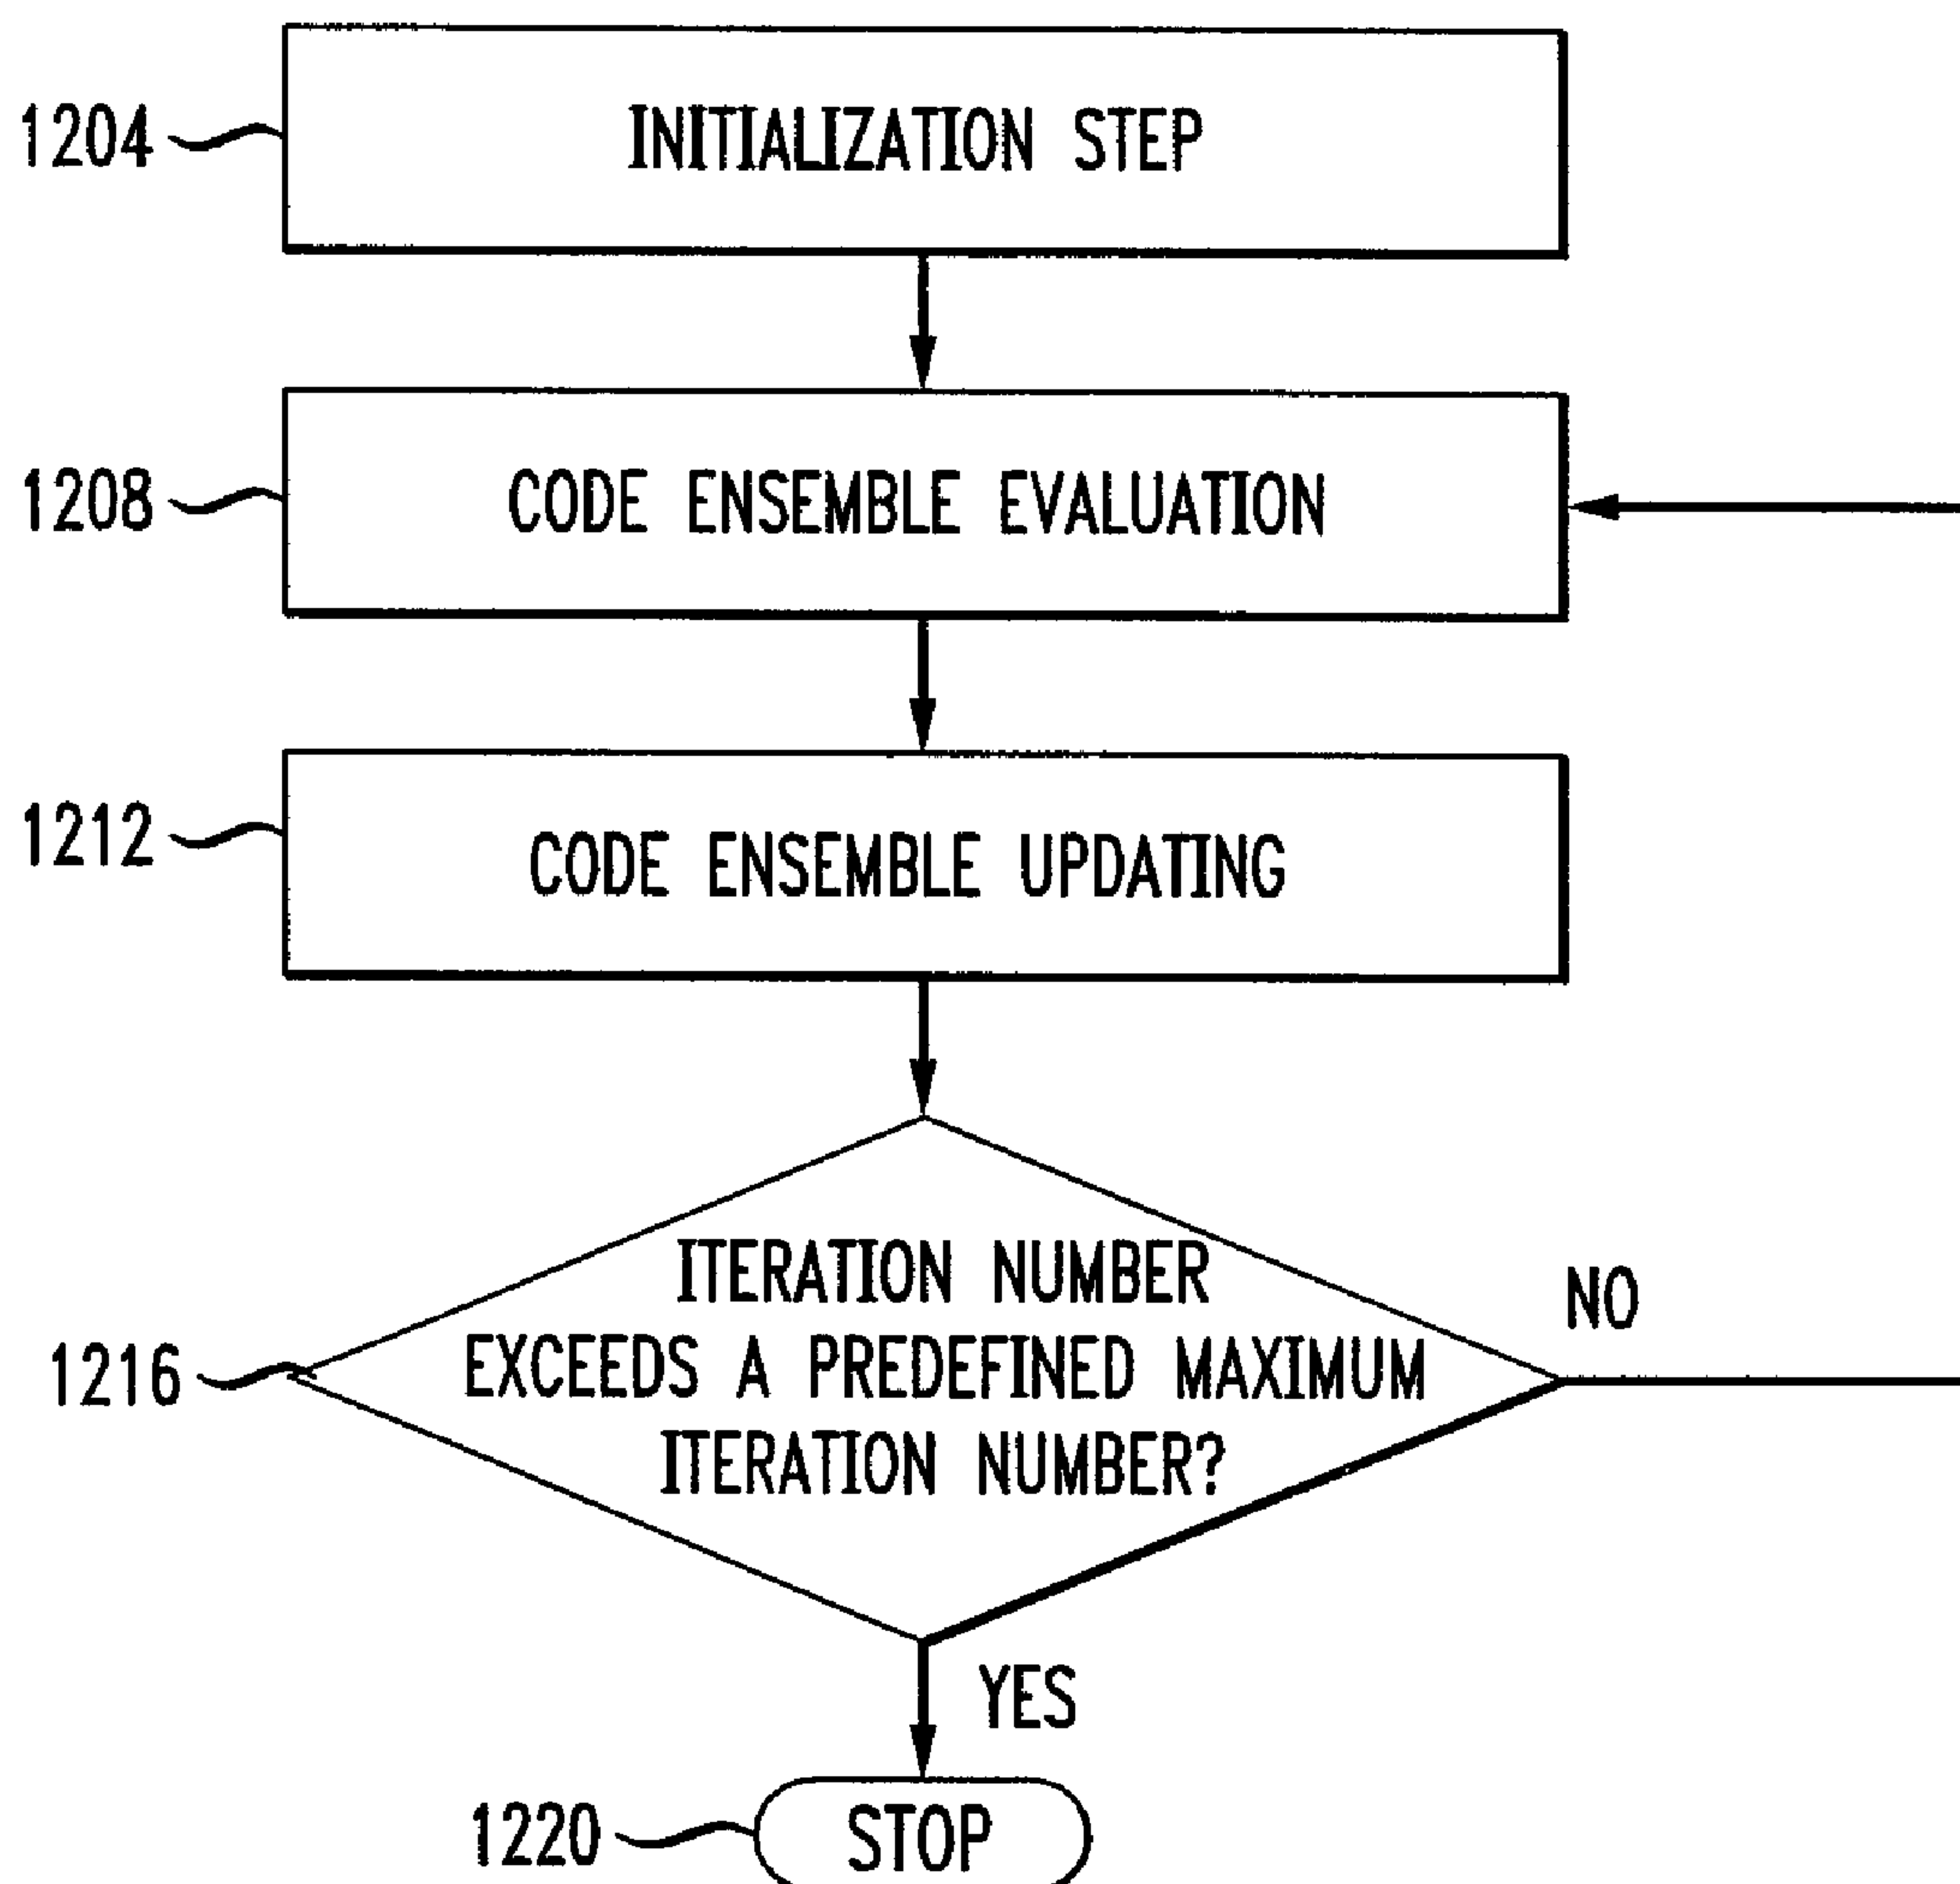 1204
INITIALIZATION STEP
1208
CODE ENSEMBLE EVALUATION
1212
CODE ENSEMBLE UPDATING
ITERATION NUMBER
NO
1216
EXCEEDS A PREDEFINED MAXIMUM
ITERATION NUMBER?
YES
1220
STOP